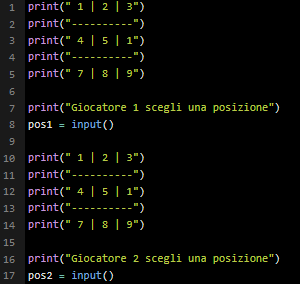 1 print(" 1 | 2 | 3")
2 print("----------")
3 print(" 4 | 5 | 1")
4 print("----------")
5 print(" 7 | 8 | 9")
6
7 print("Giocatore 1 scegli una posizione")
8 pos1 = input()
9
10 print(" 1 | 2 | 3")
11 print("----------")
12 print(" 4 | 5 | 1")
13 print("----------")
14 print(" 7 | 8 | 9")
15
16 print("Giocatore 2 scegli una posizione")
17 pos2 = input()